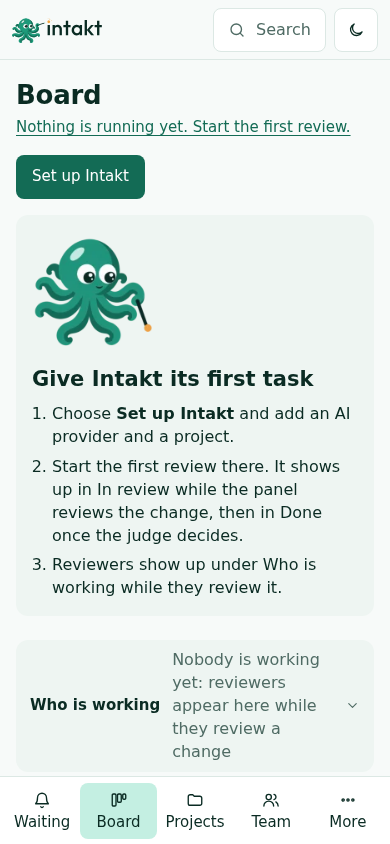 intakt
Search
Board
Nothing is running yet. Start the first review.
Set up Intakt
Give Intakt its first task
1. Choose Set up Intakt and add an AI
provider and a project.
2. Start the first review there. It shows
up in In review while the panel
reviews the change, then in Done
once the judge decides.
3. Reviewers show up under Who is
working while they review it.
Who is working
Nobody is working
yet: reviewers
appear here while
they review a
change
Waiting
Board
Projects
Team
More